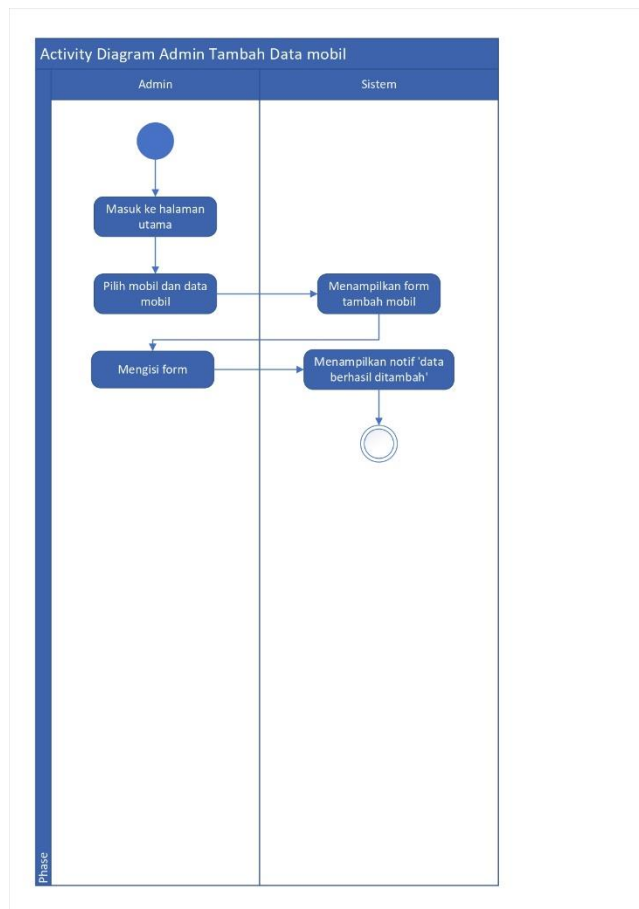 Activity Diagram Admin Tambah Data mobil
Admin
Sistem
Masuk ke halaman
utama
Pilih mobil dan data
mobil
Menampilkan form
tambah mobil
Mengisi form
Menampilkan notif 'data
berhasil ditambah'
Phase